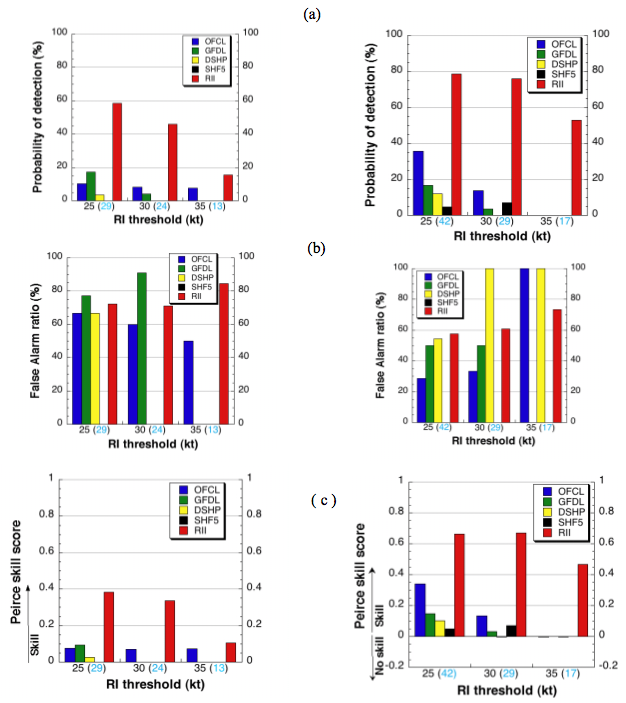 (a)
Probability of detection (%)
100
80
60
40
20
0
OFCL
GFDL
DSHP
SHF5
RII
100
80
60
40
20
0
25 (29) 30 (24) 35 (13)
RI threshold (kt)
Probability of detection (%)
100
80
60
40
20
0
OFCL
GFDL
DSHP
SHF5
RII
100
80
60
40
20
0
25 (42) 30 (29) 35 (17)
RI threshold (kt)
(b)
False Alarm ratio (%)
100
80
60
40
20
0
OFCL
GFDL
DSHP
SHF5
RII
100
80
60
40
20
0
25 (29) 30 (24) 35 (13)
RI threshold (kt)
False Alarm ratio (%)
100
80
60
40
20
0
OFCL
GFDL
DSHP
SHF5
RII
100
80
60
40
20
0
25 (42) 30 (29) 35 (17)
RI threshold (kt)
( c )
Peirce skill score
Skill
1
0.8
0.6
0.4
0.2
0
OFCL
GFDL
DSHP
SHF5
RII
1
0.8
0.6
0.4
0.2
0
25 (29) 30 (24) 35 (13)
RI threshold (kt)
Peirce skill score
No skill Skill
1
0.8
0.6
0.4
0.2
0
-0.2
OFCL
GFDL
DSHP
SHF5
RII
1
0.8
0.6
0.4
0.2
0
-0.2
25 (42) 30 (29) 35 (17)
RI threshold (kt)